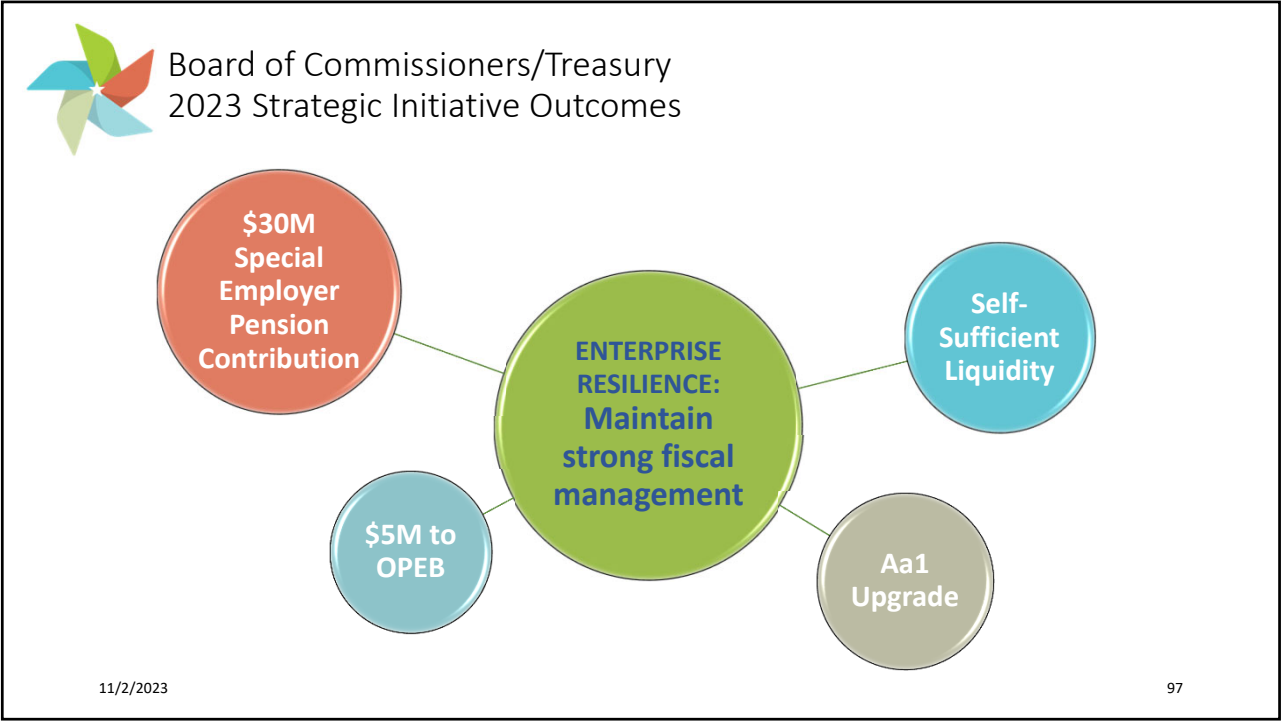 Board of Commissioners/Treasury
2023 Strategic Initiative Outcomes
$30M
Special
Employer
Pension
Contribution
ENTERPRISE
RESILIENCE:
Maintain
strong fiscal
management
Self-
Sufficient
Liquidity
$5M to
OPEB
Aa1
Upgrade
11/2/2023
97